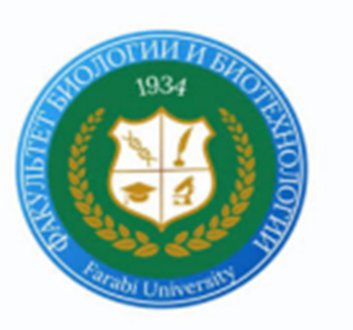 ФАКУЛЬТЕТ БИОЛОГИИ И БИОТЕХНОЛОГИИ
1934
Farabi University